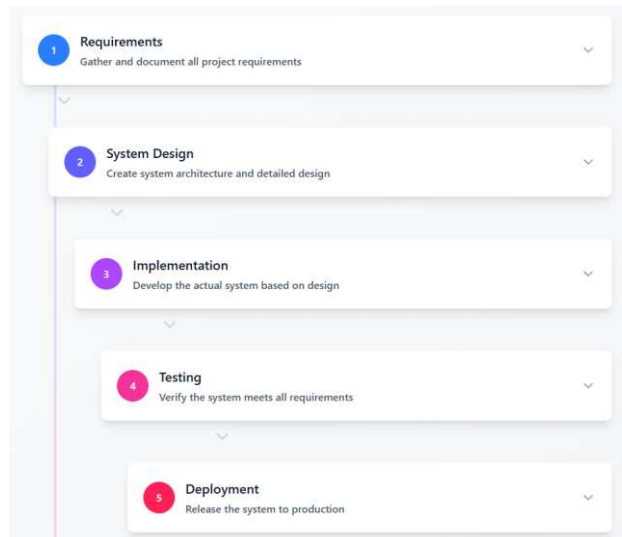 1
Requirements
Gather and document all project requirements
2
System Design
Create system architecture and detailed design
3
Implementation
Develop the actual system based on design
4
Testing
Verify the system meets all requirements
5
Deployment
Release the system to production